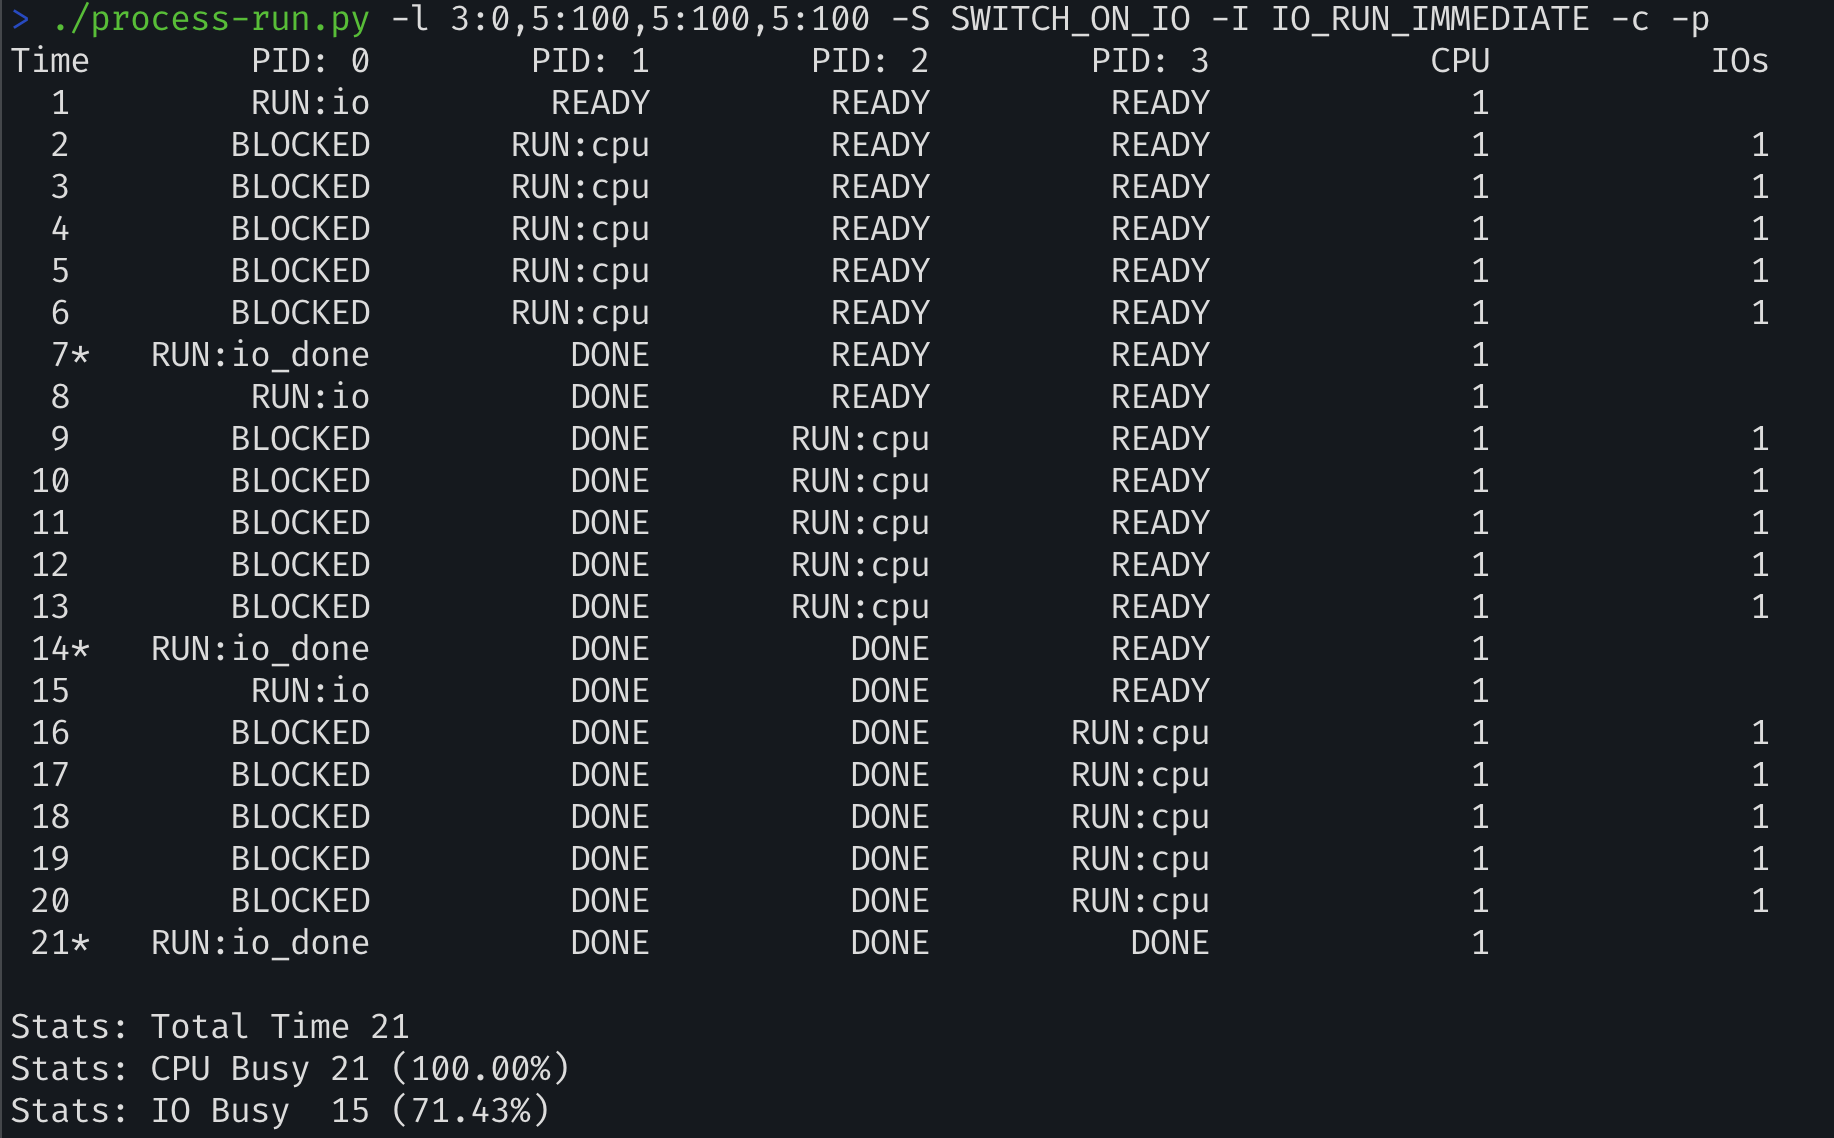 > ./process-run.py -l 3:0,5:100,5:100,5:100 -S SWITCH_ON_IO -I IO_RUN_IMMEDIATE -c -p
Time        PID: 0        PID: 1        PID: 2        PID: 3           CPU           IOs
  1         RUN:io         READY         READY         READY             1
  2        BLOCKED       RUN:cpu         READY         READY             1             1
  3        BLOCKED       RUN:cpu         READY         READY             1             1
  4        BLOCKED       RUN:cpu         READY         READY             1             1
  5        BLOCKED       RUN:cpu         READY         READY             1             1
  6        BLOCKED       RUN:cpu         READY         READY             1             1
  7*   RUN:io_done          DONE         READY         READY             1
  8         RUN:io          DONE         READY         READY             1
  9        BLOCKED          DONE       RUN:cpu         READY             1             1
 10        BLOCKED          DONE       RUN:cpu         READY             1             1
 11        BLOCKED          DONE       RUN:cpu         READY             1             1
 12        BLOCKED          DONE       RUN:cpu         READY             1             1
 13        BLOCKED          DONE       RUN:cpu         READY             1             1
 14*   RUN:io_done          DONE          DONE         READY             1
 15         RUN:io          DONE          DONE         READY             1
 16        BLOCKED          DONE          DONE       RUN:cpu             1             1
 17        BLOCKED          DONE          DONE       RUN:cpu             1             1
 18        BLOCKED          DONE          DONE       RUN:cpu             1             1
 19        BLOCKED          DONE          DONE       RUN:cpu             1             1
 20        BLOCKED          DONE          DONE       RUN:cpu             1             1
 21*   RUN:io_done          DONE          DONE          DONE             1
Stats: Total Time 21
Stats: CPU Busy 21 (100.00%)
Stats: IO Busy  15 (71.43%)